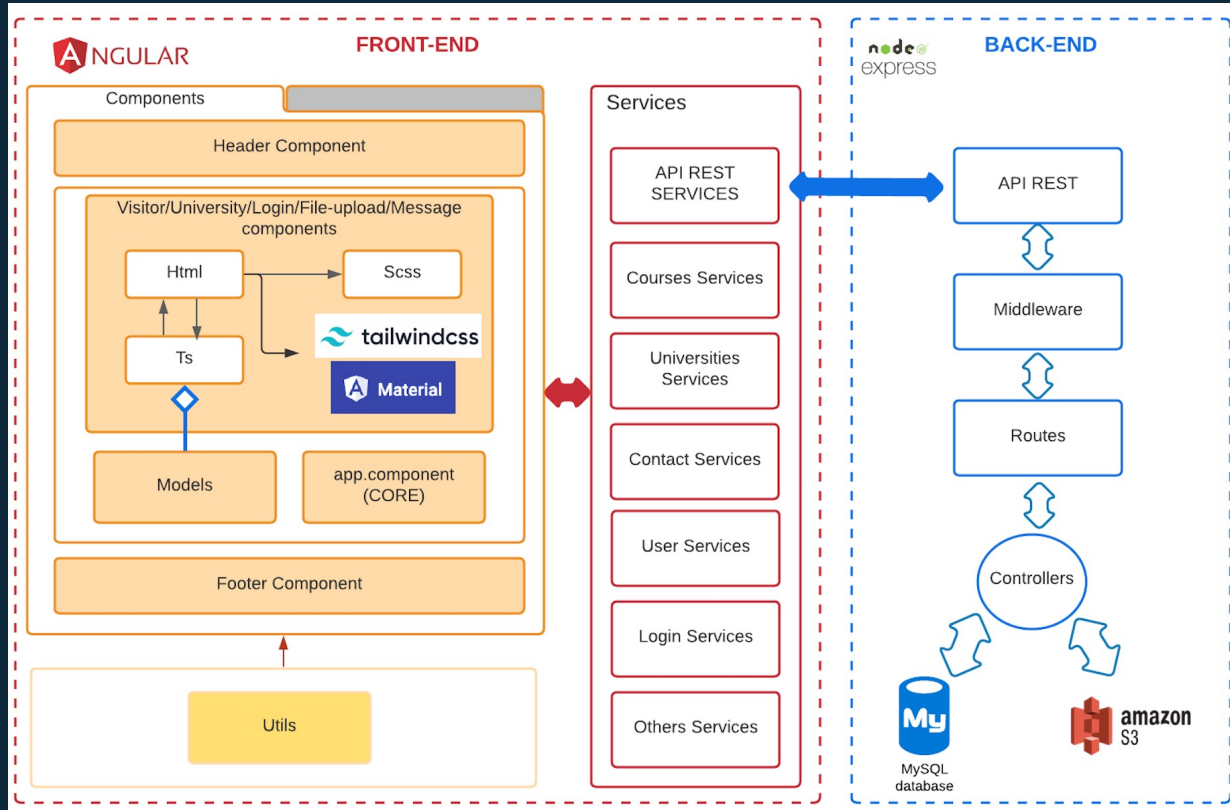 ANGULAR
FRONT-END
Components
Header Component
Visitor/University/Login/File-upload/Message
components
Html
Scss
Ts
tailwindcss
A Material
Models
app.component
(CORE)
Footer Component
Utils
Services
API REST
SERVICES
Courses Services
Universities
Services
Contact Services
User Services
Login Services
Others Services
node
JS
express
BACK-END
API REST
Middleware
Routes
Controllers
My
MySQL
database
amazon
S3